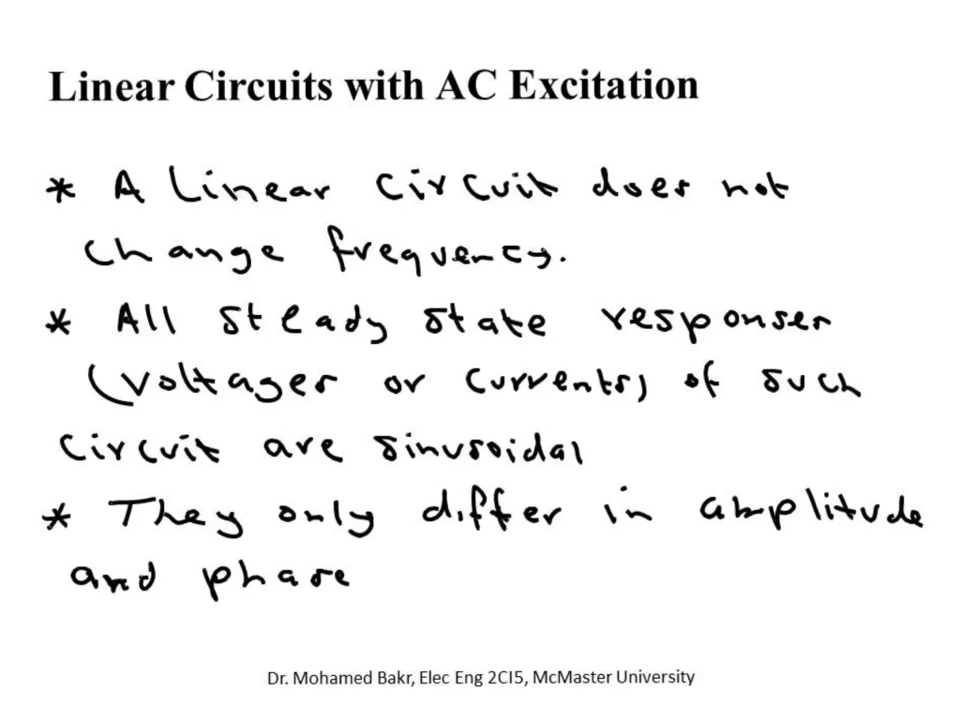 Linear Circuits with AC Excitation
* A linear circuit does not
change frequency.
* All steady state responses
(voltages or currents) of such
circuit are sinusoidal
* They only differ in amplitude
and phase
Dr. Mohamed Bakr, Elec Eng 2CI5, McMaster University